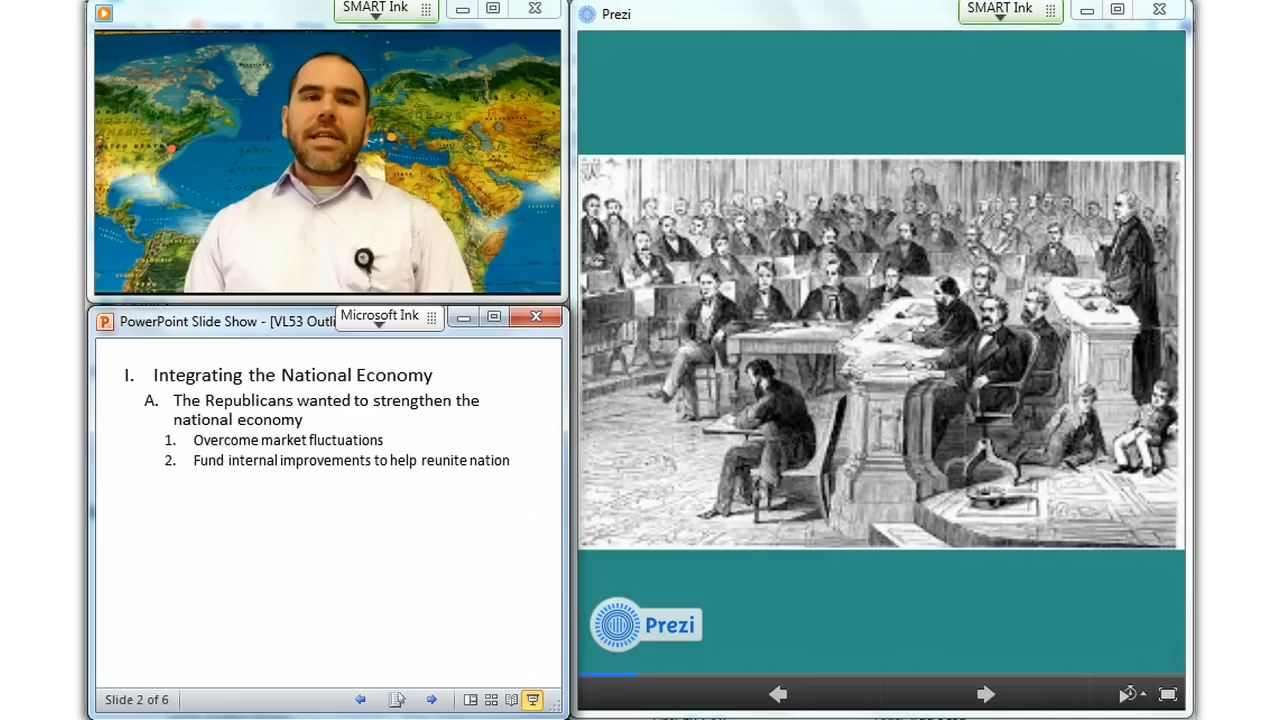 SMART Ink
Prezi
SMART Ink
PowerPoint Slide Show - [VL53 Outli
Microsoft Ink
I. Integrating the National Economy
A. The Republicans wanted to strengthen the
national economy
1. Overcome market fluctuations
2. Fund internal improvements to help reunite nation
Slide 2 of 6
Prezi